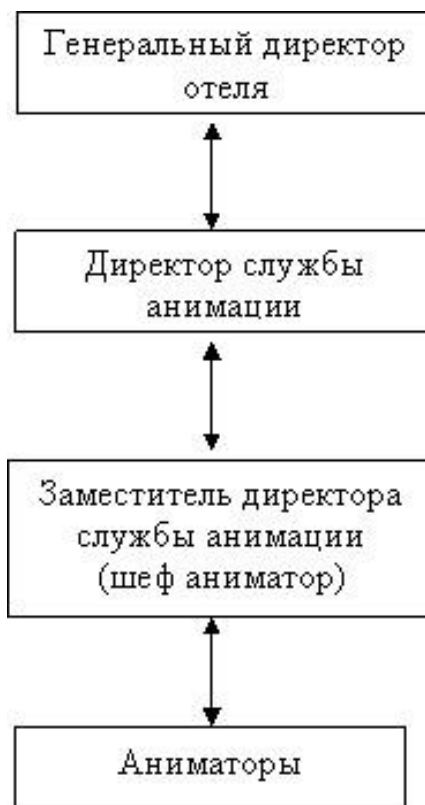 Генеральный директор
отеля
Директор службы
анимации
Заместитель директора
службы анимации
(шеф аниматор)
Аниматоры